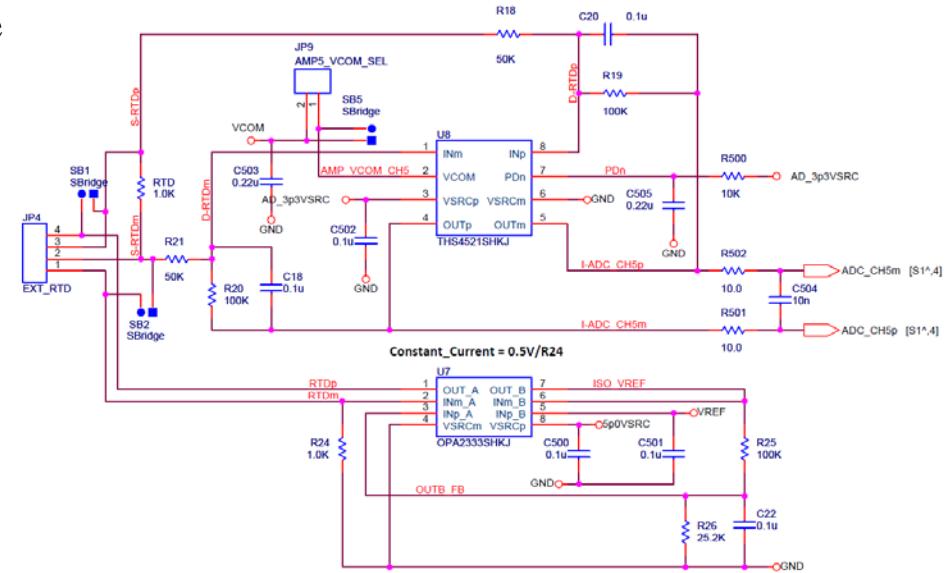 e
R18
50K
C20
0.1u
JP9
AMP5_VCOM_SEL
2
1
SB5
SBridge
VCOM
D-RTDp
R19
100K
S-RTDp
U8
1
INm
INp
8
AMP_VCOM_CH5
2
VCOM
PDn
7
PDn
R500
10K
AD_3p3VSRC
AD_3p3VSRC
3
VSRCp
VSRCm
6
GND
4
OUTp
OUTm
5
THS4521SHKJ
C503
0.22u
GND
C502
0.1u
GND
C505
0.22u
GND
SB1
SBridge
RTD
1.0K
D-RTDm
S-RTDm
JP4
4
3
2
1
EXT_RTD
R21
50K
R20
100K
C18
0.1u
SB2
SBridge
I-ADC_CH5p
R502
10.0
ADC_CH5m [S1^,4]
C504
10n
I-ADC_CH5m
R501
10.0
ADC_CH5p [S1^,4]
Constant_Current = 0.5V/R24
U7
RTDp
1
OUT_A
OUT_B
7
ISO_VREF
RTDm
2
INm_A
INm_B
6
3
INp_A
INp_B
5
VREF
4
VSRCm
VSRCp
8
5p0VSRC
OPA2333SHKJ
R24
1.0K
C500
0.1u
C501
0.1u
R25
100K
GND
OUTB_FB
R26
25.2K
C22
0.1u
GND